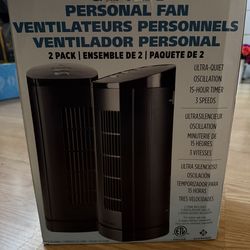 PERSONAL FAN
VENTILATEURS PERSONNELS
VENTILADOR PERSONAL
2 PACK | ENSEMBLE DE 2 | PAQUETE DE 2
ULTRA-QUIET
OSCILLATION
15-HOUR TIMER
3 SPEEDS
ULTRASILENCIEUX
OSCILLATION
MINUTERIE DE
15 HEURES
3 VITESSES
ULTRA SILENCIOSO
OSCILACIÓN
TEMPORIZADOR PARA
15 HORAS
TRES VELOCIDADES